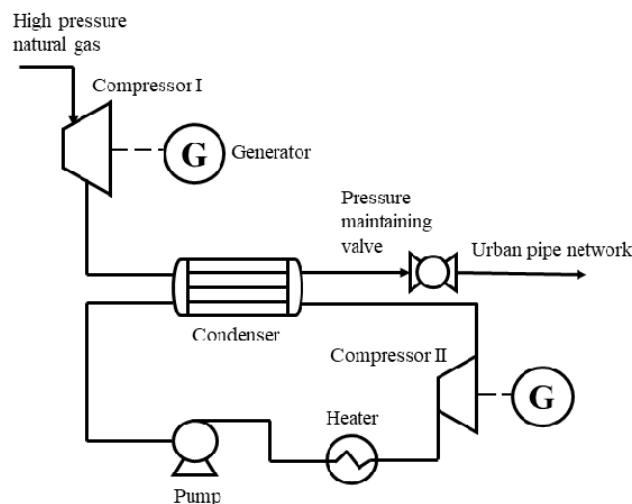 High pressure
natural gas
Compressor I
G
Generator
Pressure
maintaining
valve
Urban pipe network
Condenser
Compressor II
G
Heater
Pump